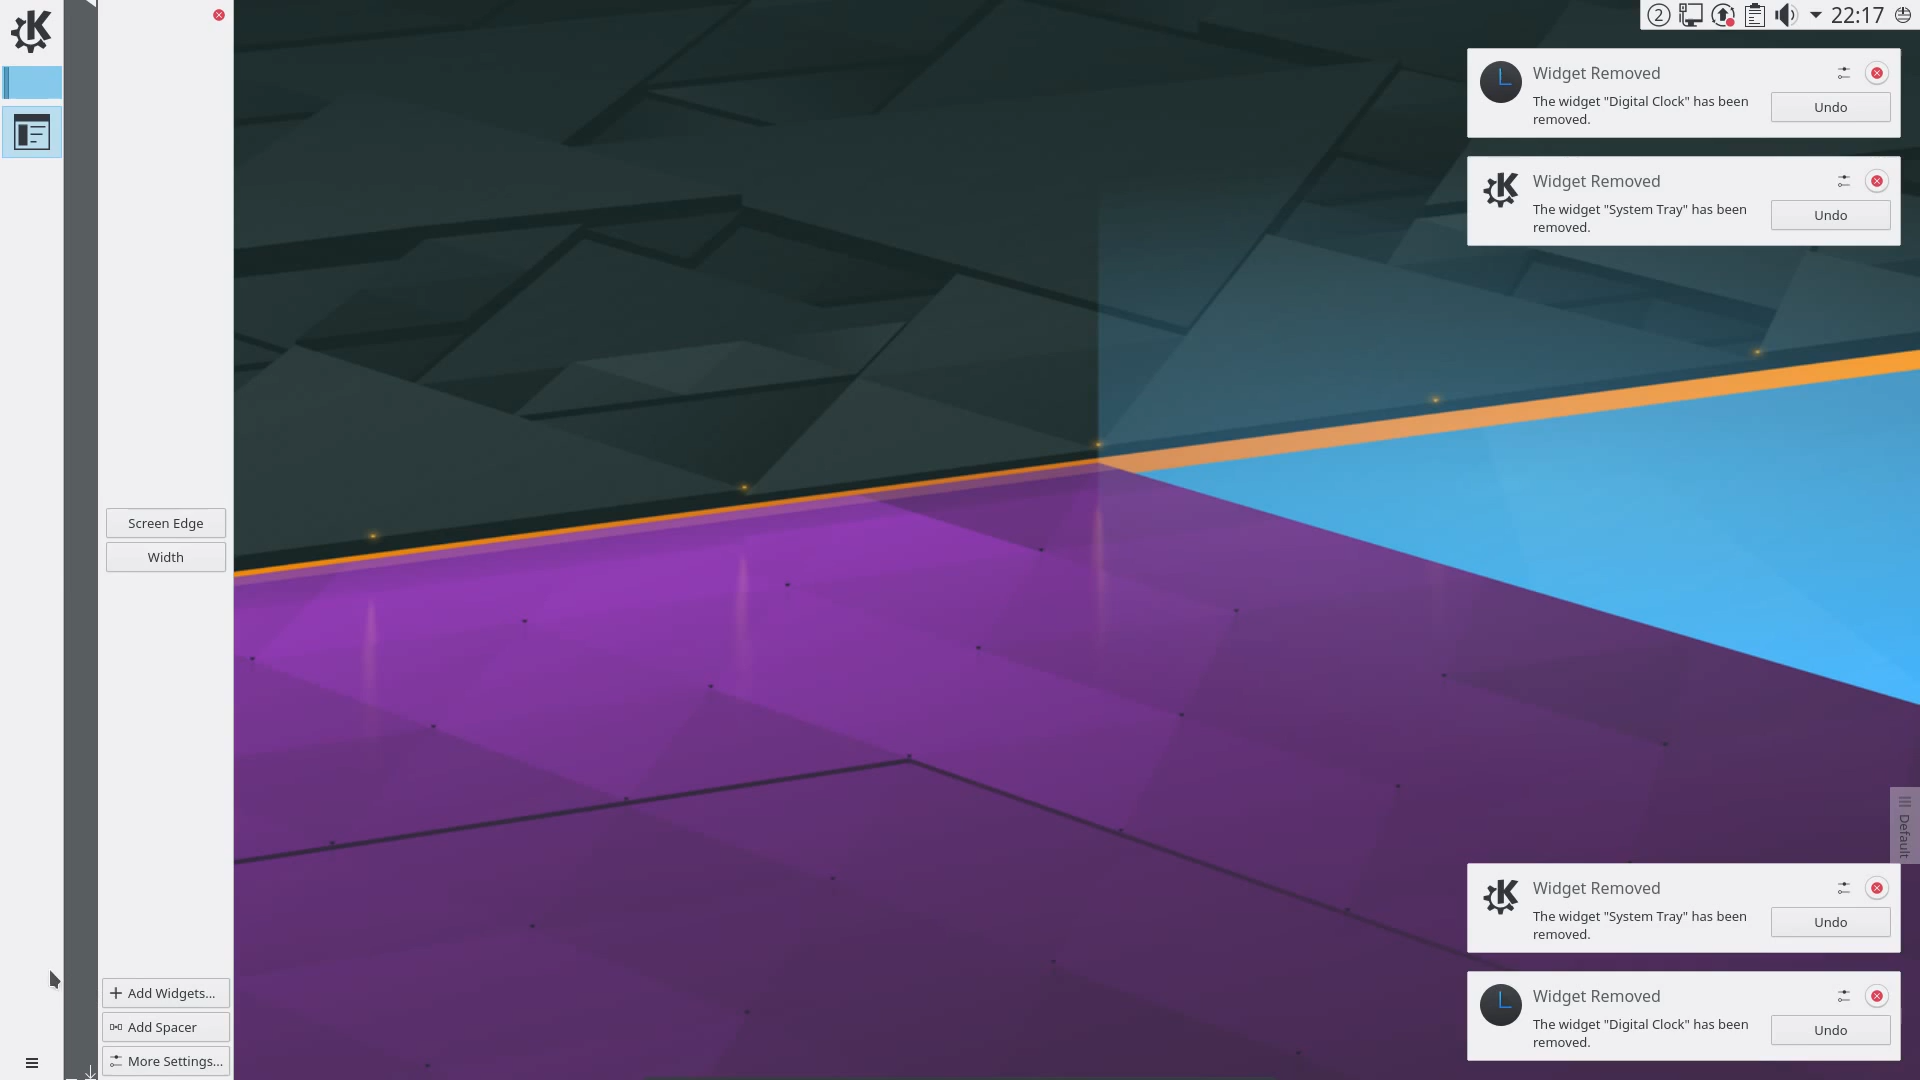 2
22:17
Widget Removed
The widget "Digital Clock" has been
removed.
Undo
Widget Removed
The widget "System Tray" has been
removed.
Undo
Screen Edge
Width
Default
Widget Removed
The widget "System Tray" has been
removed.
Undo
Widget Removed
The widget "Digital Clock" has been
removed.
Undo
Add Widgets...
Add Spacer
More Settings...